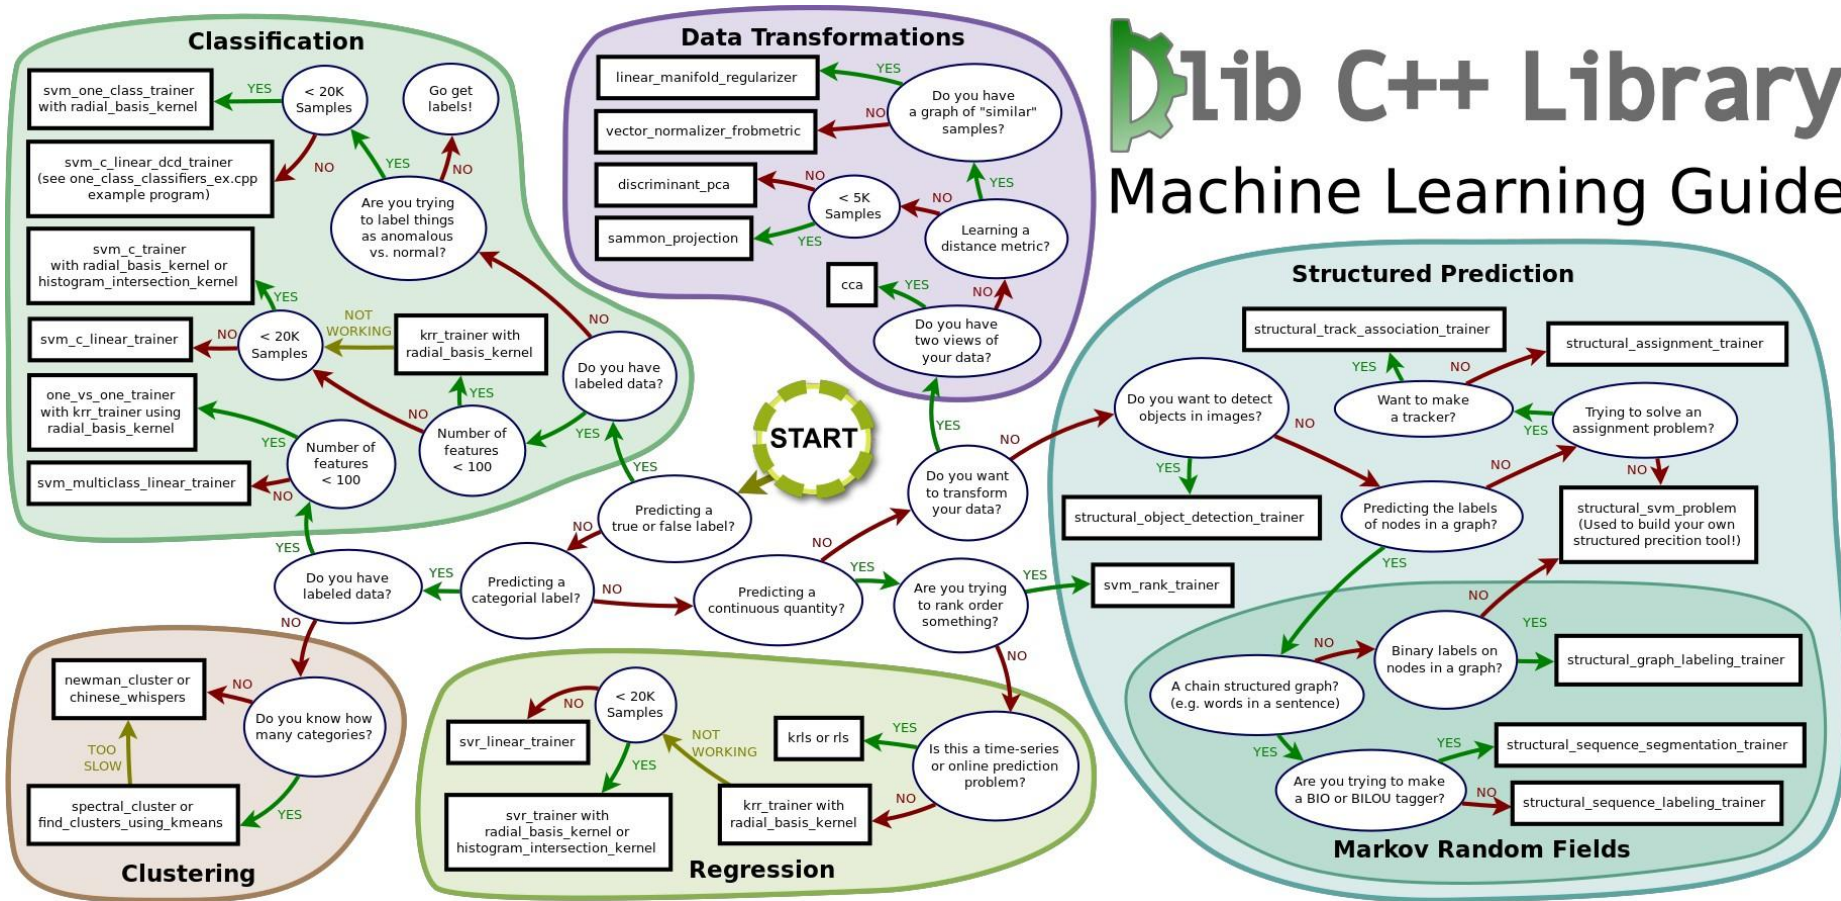 Dlib C++ Library
Machine Learning Guide
Classification
svm_one_class_trainer
with radial_basis_kernel
YES
< 20K
Samples
Go get
labels!
NO
YES
NO
svm_c_linear_dcd_trainer
(see one_class_classifiers_ex.cpp
example program)
Are you trying
to label things
as anomalous
vs. normal?
svm_c_trainer
with radial_basis_kernel or
histogram_intersection_kernel
YES
NO
svm_c_linear_trainer
NO
< 20K
Samples
NOT
WORKING
krr_trainer with
radial_basis_kernel
Do you have
labeled data?
one_vs_one_trainer
with krr_trainer using
radial_basis_kernel
YES
NO
YES
YES
Number of
features
< 100
Number of
features
< 100
svm_multiclass_linear_trainer
NO
YES
YES
Data Transformations
linear_manifold_regularizer
YES
Do you have
a graph of "similar"
samples?
vector_normalizer_frobmetric
NO
discriminant_pca
NO
< 5K
Samples
NO
YES
Learning a
distance metric?
sammon_projection
YES
cca
YES
NO
Do you have
two views of
your data?
START
YES
NO
Do you want
to transform
your data?
Predicting a
true or false label?
NO
NO
Do you have
labeled data?
YES
Predicting a
categorial label?
NO
Predicting a
continuous quantity?
YES
Are you trying
to rank order
something?
YES
svm_rank_trainer
NO
NO
Clustering
newman_cluster or
chinese_whispers
NO
Do you know how
many categories?
TOO
SLOW
spectral_cluster or
find_clusters_using_kmeans
YES
Regression
< 20K
Samples
NO
svr_linear_trainer
YES
NOT
WORKING
krls or rls
YES
Is this a time-series
or online prediction
problem?
svr_trainer with
radial_basis_kernel or
histogram_intersection_kernel
krr_trainer with
radial_basis_kernel
NO
Structured Prediction
structural_track_association_trainer
structural_assignment_trainer
YES
NO
Do you want to detect
objects in images?
Want to make
a tracker?
YES
Trying to solve an
assignment problem?
NO
YES
NO
NO
structural_object_detection_trainer
Predicting the labels
of nodes in a graph?
structural_svm_problem
(Used to build your own
structured precition tool!)
YES
NO
A chain structured graph?
(e.g. words in a sentence)
NO
Binary labels on
nodes in a graph?
YES
structural_graph_labeling_trainer
YES
Are you trying to make
a BIO or BILOU tagger?
YES
structural_sequence_segmentation_trainer
NO
structural_sequence_labeling_trainer
Markov Random Fields